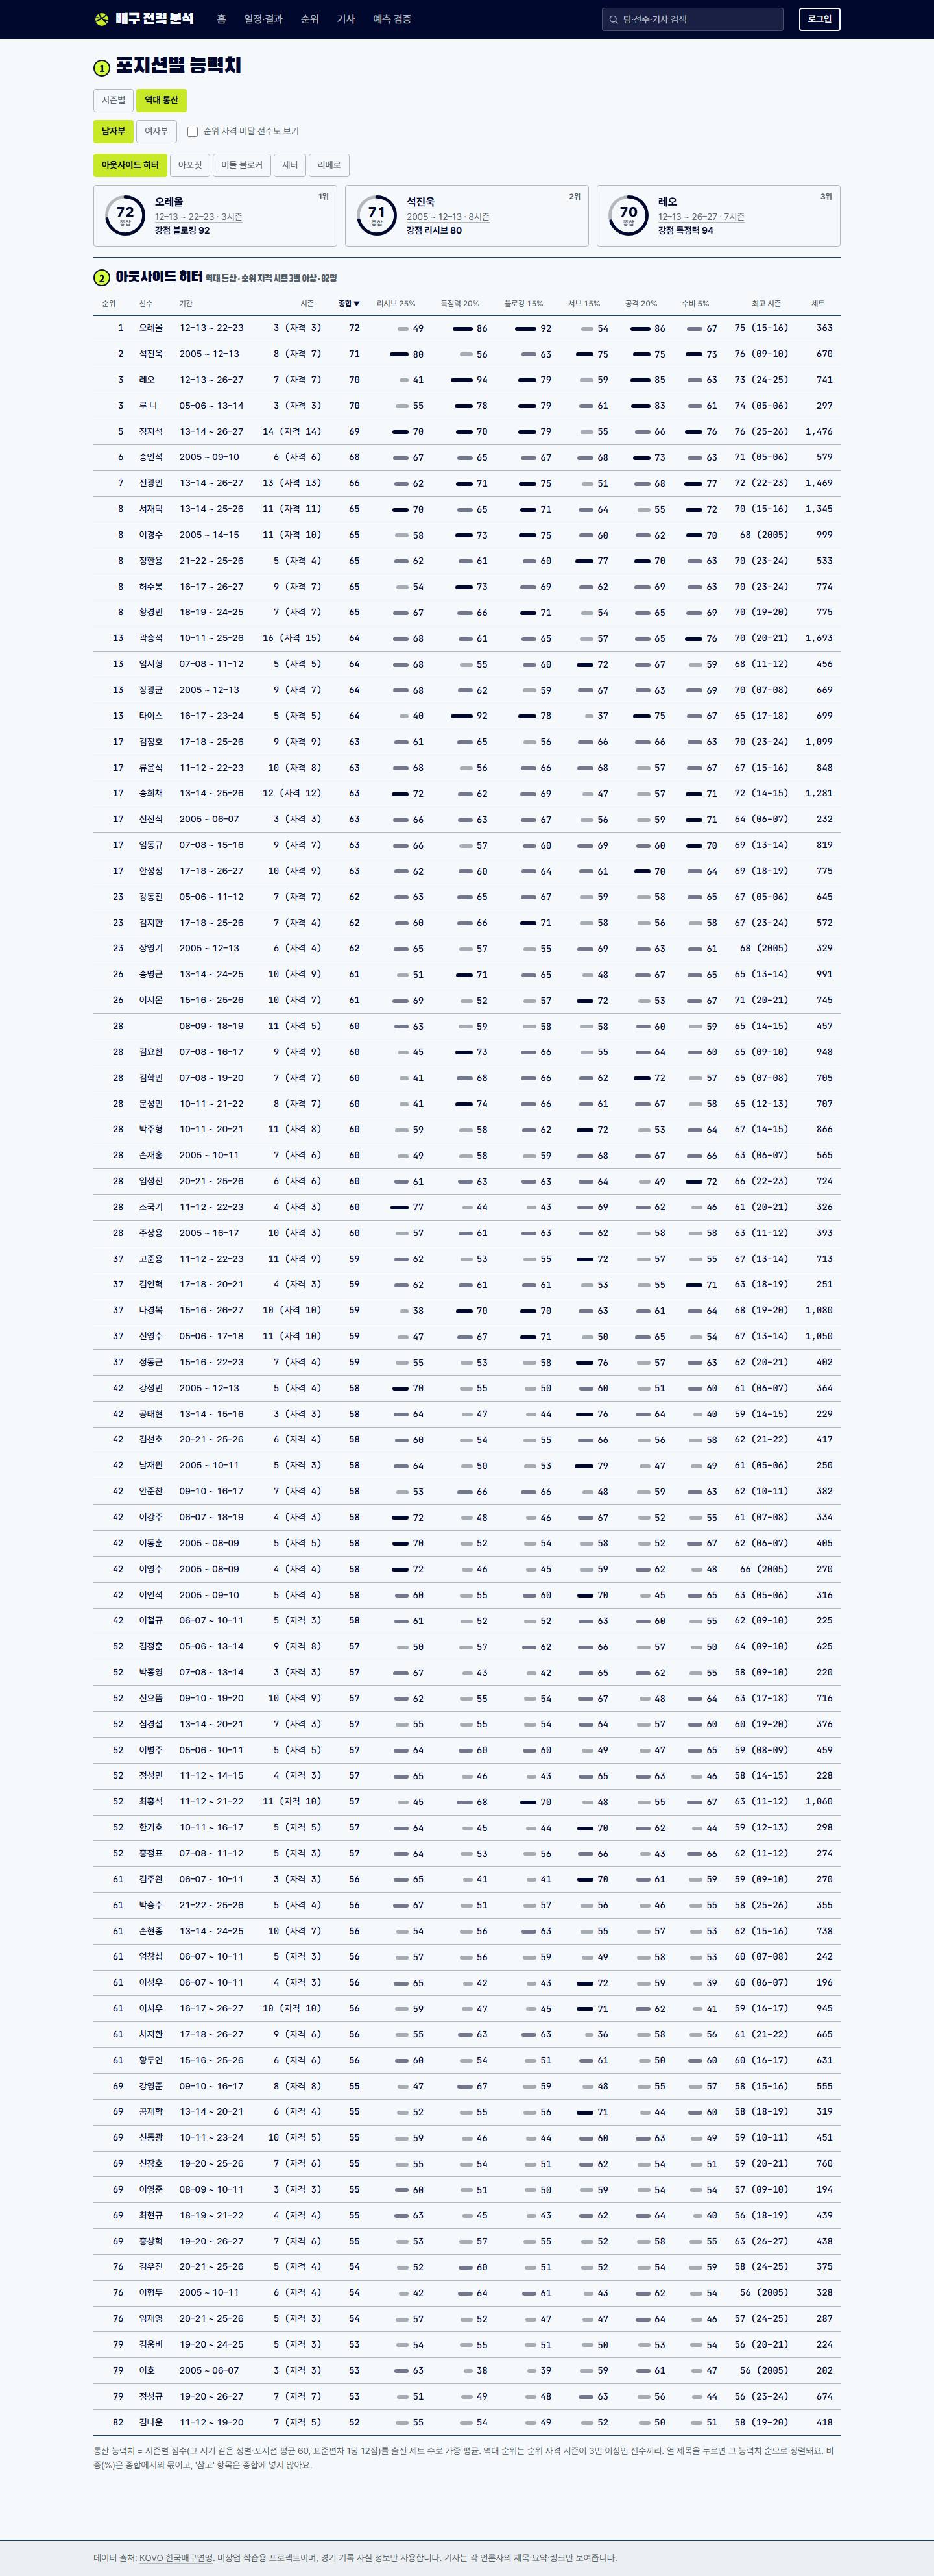 배구 전력 분석 홈 일정·결과 순위 기사 예측 검증 팀·선수·기사 검색 로그인
1 포지션별 능력치
시즌별 역대 통산
남자부 여자부 순위 자격 미달 선수도 보기
아웃사이드 히터 아포짓 미들 블로커 세터 리베로
72 종합 오레올 12–13 ~ 22–23 · 3시즌 강점 블로킹 92 1위
71 종합 석진욱 2005 ~ 12–13 · 8시즌 강점 리시브 80 2위
70 종합 레오 12–13 ~ 26–27 · 7시즌 강점 득점력 94 3위
2 아웃사이드 히터 역대 통산 · 순위 자격 시즌 3번 이상 · 82명
순위 선수 기간 시즌 종합 ▼ 리시브 25% 득점력 20% 블로킹 15% 서브 15% 공격 20% 수비 5% 최고 시즌 세트
1 오레올 12–13 ~ 22–23 3 (자격 3) 72 49 86 92 54 86 67 75 (15-16) 363
2 석진욱 2005 ~ 12–13 8 (자격 7) 71 80 56 63 75 75 73 76 (09-10) 670
3 레오 12–13 ~ 26–27 7 (자격 7) 70 41 94 79 59 85 63 73 (24-25) 741
3 루 니 05–06 ~ 13–14 3 (자격 3) 70 55 78 79 61 83 61 74 (05-06) 297
5 정지석 13–14 ~ 26–27 14 (자격 14) 69 70 70 79 55 66 76 76 (25-26) 1,476
6 송인석 2005 ~ 09–10 6 (자격 6) 68 67 65 67 68 73 63 71 (05-06) 579
7 전광인 13–14 ~ 26–27 13 (자격 13) 66 62 71 75 51 68 77 72 (22-23) 1,469
8 서재덕 13–14 ~ 25–26 11 (자격 11) 65 70 65 71 64 55 72 70 (15-16) 1,345
8 이경수 2005 ~ 14–15 11 (자격 10) 65 58 73 75 60 62 70 68 (2005) 999
8 정한용 21–22 ~ 25–26 5 (자격 4) 65 62 61 60 77 70 63 70 (23-24) 533
8 허수봉 16–17 ~ 26–27 9 (자격 7) 65 54 73 69 62 69 63 70 (23-24) 774
8 황경민 18–19 ~ 24–25 7 (자격 7) 65 67 66 71 54 65 69 70 (19-20) 775
13 곽승석 10–11 ~ 25–26 16 (자격 15) 64 68 61 65 57 65 76 70 (20-21) 1,693
13 임시형 07–08 ~ 11–12 5 (자격 5) 64 68 55 60 72 67 59 68 (11-12) 456
13 장광균 2005 ~ 12–13 9 (자격 7) 64 68 62 59 67 63 69 70 (07-08) 669
13 타이스 16–17 ~ 23–24 5 (자격 5) 64 40 92 78 37 75 67 65 (17-18) 699
17 김정호 17–18 ~ 25–26 9 (자격 9) 63 61 65 56 66 66 63 70 (23-24) 1,099
17 류윤식 11–12 ~ 22–23 10 (자격 8) 63 68 56 66 68 57 67 67 (15-16) 848
17 송희채 13–14 ~ 25–26 12 (자격 12) 63 72 62 69 47 57 71 72 (14-15) 1,281
17 신진식 2005 ~ 06–07 3 (자격 3) 63 66 63 67 56 59 71 64 (06-07) 232
17 임동규 07–08 ~ 15–16 9 (자격 7) 63 66 57 60 69 60 70 69 (13-14) 819
17 한성정 17–18 ~ 26–27 10 (자격 9) 63 62 60 64 61 70 64 69 (18-19) 775
23 강동진 05–06 ~ 11–12 7 (자격 7) 62 63 65 67 59 58 65 67 (05-06) 645
23 김지한 17–18 ~ 25–26 7 (자격 4) 62 60 66 71 58 56 58 67 (23-24) 572
23 장영기 2005 ~ 12–13 6 (자격 4) 62 65 57 55 69 63 61 68 (2005) 329
26 송명근 13–14 ~ 24–25 10 (자격 9) 61 51 71 65 48 67 65 65 (13-14) 991
26 이시몬 15–16 ~ 25–26 10 (자격 7) 61 69 52 57 72 53 67 71 (20-21) 745
28 08–09 ~ 18–19 11 (자격 5) 60 63 59 58 58 60 59 65 (14-15) 457
28 김요한 07–08 ~ 16–17 9 (자격 9) 60 45 73 66 55 64 60 65 (09-10) 948
28 김학민 07–08 ~ 19–20 7 (자격 7) 60 41 68 66 62 72 57 65 (07-08) 705
28 문성민 10–11 ~ 21–22 8 (자격 7) 60 41 74 66 61 67 58 65 (12-13) 707
28 박주형 10–11 ~ 20–21 11 (자격 8) 60 59 58 62 72 53 64 67 (14-15) 866
28 손재홍 2005 ~ 10–11 7 (자격 6) 60 49 58 59 68 67 66 63 (06-07) 565
28 임성진 20–21 ~ 25–26 6 (자격 6) 60 61 63 63 64 49 72 66 (22-23) 724
28 조국기 11–12 ~ 22–23 4 (자격 3) 60 77 44 43 69 62 46 61 (20-21) 326
28 주상용 2005 ~ 16–17 10 (자격 3) 60 57 61 63 62 58 58 63 (11-12) 393
37 고준용 11–12 ~ 22–23 11 (자격 9) 59 62 53 55 72 57 55 67 (13-14) 713
37 김인혁 17–18 ~ 20–21 4 (자격 3) 59 62 61 61 53 55 71 63 (18-19) 251
37 나경복 15–16 ~ 26–27 10 (자격 10) 59 38 70 70 63 61 64 68 (19-20) 1,080
37 신영수 05–06 ~ 17–18 11 (자격 10) 59 47 67 71 50 65 54 67 (13-14) 1,050
37 정동근 15–16 ~ 22–23 7 (자격 4) 59 55 53 58 76 57 63 62 (20-21) 402
42 강성민 2005 ~ 12–13 5 (자격 4) 58 70 55 50 60 51 60 61 (06-07) 364
42 공태현 13–14 ~ 15–16 3 (자격 3) 58 64 47 44 76 64 40 59 (14-15) 229
42 김선호 20–21 ~ 25–26 6 (자격 4) 58 60 54 55 66 56 58 62 (21-22) 417
42 남재원 2005 ~ 10–11 5 (자격 3) 58 64 50 53 79 47 49 61 (05-06) 250
42 안준찬 09–10 ~ 16–17 7 (자격 4) 58 53 66 66 48 59 63 62 (10-11) 382
42 이강주 06–07 ~ 18–19 4 (자격 3) 58 72 48 46 67 52 55 61 (07-08) 334
42 이동훈 2005 ~ 08–09 5 (자격 5) 58 70 52 54 58 52 67 62 (06-07) 405
42 이영수 2005 ~ 08–09 4 (자격 4) 58 72 46 45 59 62 48 66 (2005) 270
42 이인석 2005 ~ 09–10 5 (자격 4) 58 60 55 60 70 45 65 63 (05-06) 316
42 이철규 06–07 ~ 10–11 5 (자격 3) 58 61 52 52 63 60 55 62 (09-10) 225
52 김정훈 05–06 ~ 13–14 9 (자격 8) 57 50 57 62 66 57 50 64 (09-10) 625
52 박종영 07–08 ~ 13–14 3 (자격 3) 57 67 43 42 65 62 55 58 (09-10) 220
52 신으뜸 09–10 ~ 19–20 10 (자격 9) 57 62 55 54 67 48 64 63 (17-18) 716
52 심경섭 13–14 ~ 20–21 7 (자격 3) 57 55 55 54 64 57 60 60 (19-20) 376
52 이병주 05–06 ~ 10–11 5 (자격 5) 57 64 60 60 49 47 65 59 (08-09) 459
52 정성민 11–12 ~ 14–15 4 (자격 3) 57 65 46 43 65 63 46 58 (14-15) 228
52 최홍석 11–12 ~ 21–22 11 (자격 10) 57 45 68 70 48 55 67 63 (11-12) 1,060
52 한기호 10–11 ~ 16–17 5 (자격 5) 57 64 45 44 70 62 44 59 (12-13) 298
52 홍정표 07–08 ~ 11–12 5 (자격 3) 57 64 53 56 66 43 66 62 (11-12) 274
61 김주완 06–07 ~ 10–11 3 (자격 3) 56 65 41 41 70 61 59 59 (09-10) 270
61 박승수 21–22 ~ 25–26 5 (자격 4) 56 67 51 57 56 46 55 58 (25-26) 355
61 손현종 13–14 ~ 24–25 10 (자격 7) 56 54 56 63 55 57 53 62 (15-16) 738
61 엄창섭 06–07 ~ 10–11 5 (자격 3) 56 57 56 59 49 58 53 60 (07-08) 242
61 이성우 06–07 ~ 10–11 4 (자격 3) 56 65 42 43 72 59 39 60 (06-07) 196
61 이시우 16–17 ~ 26–27 10 (자격 10) 56 59 47 45 71 62 41 59 (16-17) 945
61 차지환 17–18 ~ 26–27 9 (자격 6) 56 55 63 63 36 58 56 61 (21-22) 665
61 황두연 15–16 ~ 25–26 6 (자격 6) 56 60 54 51 61 50 60 60 (16-17) 631
69 강영준 09–10 ~ 16–17 8 (자격 8) 55 47 67 59 48 55 57 58 (15-16) 555
69 공재학 13–14 ~ 20–21 6 (자격 4) 55 52 55 56 71 44 60 58 (18-19) 319
69 신동광 10–11 ~ 23–24 10 (자격 5) 55 59 46 44 60 63 49 59 (10-11) 451
69 신장호 19–20 ~ 25–26 7 (자격 6) 55 55 54 51 62 54 51 59 (20-21) 760
69 이영준 08–09 ~ 10–11 3 (자격 3) 55 60 51 50 59 54 54 57 (09-10) 194
69 최현규 18–19 ~ 21–22 4 (자격 4) 55 63 45 43 62 64 40 56 (18-19) 439
69 홍상혁 19–20 ~ 26–27 7 (자격 6) 55 53 57 55 52 58 55 63 (26-27) 438
76 김우진 20–21 ~ 25–26 5 (자격 4) 54 52 60 51 52 54 59 58 (24-25) 375
76 이형두 2005 ~ 10–11 6 (자격 4) 54 42 64 61 43 62 54 56 (2005) 328
76 임재영 20–21 ~ 25–26 5 (자격 3) 54 57 52 47 47 64 46 57 (24-25) 287
79 김웅비 19–20 ~ 24–25 5 (자격 3) 53 54 55 51 50 53 54 56 (20-21) 224
79 이호 2005 ~ 06–07 3 (자격 3) 53 63 38 39 59 61 47 56 (2005) 202
79 정성규 19–20 ~ 26–27 7 (자격 7) 53 51 49 48 63 56 44 56 (23-24) 674
82 김나운 11–12 ~ 19–20 7 (자격 5) 52 55 54 49 52 50 51 58 (19-20) 418
통산 능력치 = 시즌별 점수(그 시기 같은 성별·포지션 평균 60, 표준편차 1당 12점)를 출전 세트 수로 가중 평균. 역대 순위는 순위 자격 시즌이 3번 이상인 선수끼리. 열 제목을 누르면 그 능력치 순으로 정렬돼요. 비
중(%)은 종합에서의 몫이고, '참고' 항목은 종합에 넣지 않아요.
데이터 출처: KOVO 한국배구연맹. 비상업 학습용 프로젝트이며, 경기 기록 사실 정보만 사용합니다. 기사는 각 언론사의 제목·요약·링크만 보여줍니다.